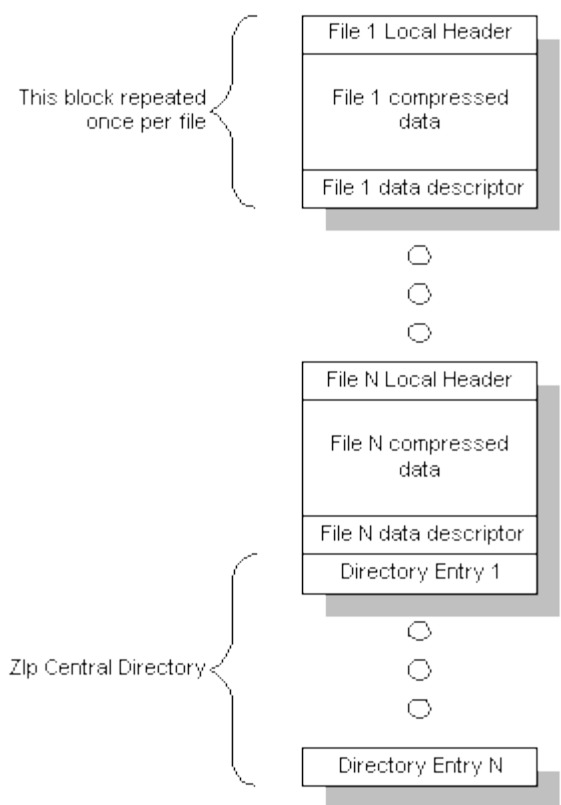 File 1 Local Header
This block repeated
once per file
File 1 compressed
data
File 1 data descriptor
File N Local Header
File N compressed
data
File N data descriptor
Directory Entry 1
ZIp Central Directory
Directory Entry N